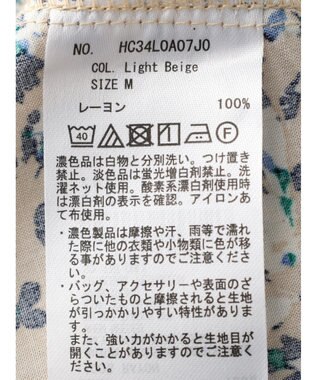 NO. HC34L0A07J0
COL. Light Beige
SIZE M
レーヨン 100%
40
F
濃色品は白物と分別洗い。つけ置き
禁止。淡色品は蛍光増白剤禁止。洗
濯ネット使用。酸素系漂白剤使用時
は漂白剤の表示を確認。アイロンあ
て布使用。
・濃色製品は摩擦や汗、雨等で濡れ
た際に他の衣類や小物類に色が移
る事がありますのでご注意くださ
い。
・バッグ、アクセサリーや表面のざ
らついたものと摩擦されると生地
が引っかかりやすい特性がありま
す。
また、強い力がかかると生地目が
開くことがありますのでご注意く
ださい。